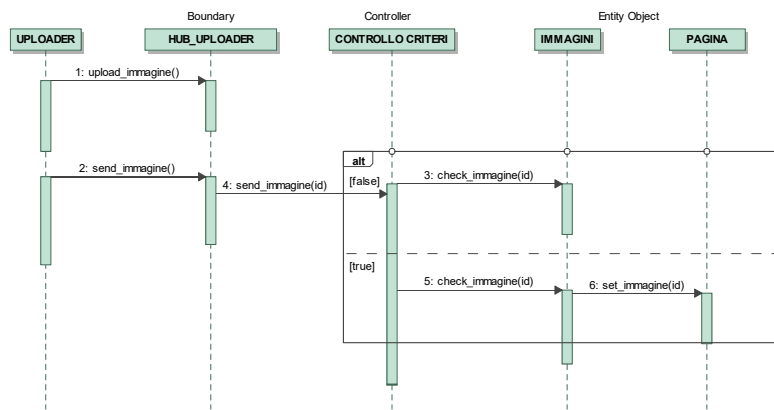 Boundary
Controller
Entity Object
UPLOADER
HUB_UPLOADER
CONTROLLO CRITERI
IMMAGINI
PAGINA
1: upload_immagine()
alt
2: send_immagine()
[false]
3: check_immagine(id)
4: send_immagine(id)
[true]
5: check_immagine(id)
6: set_immagine(id)